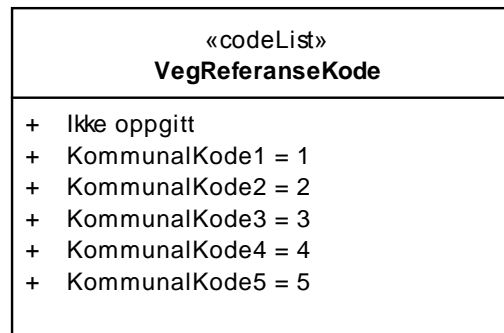 «codeList»
VegReferanseKode
+ Ikke oppgitt
+ KommunalKode1 = 1
+ KommunalKode2 = 2
+ KommunalKode3 = 3
+ KommunalKode4 = 4
+ KommunalKode5 = 5